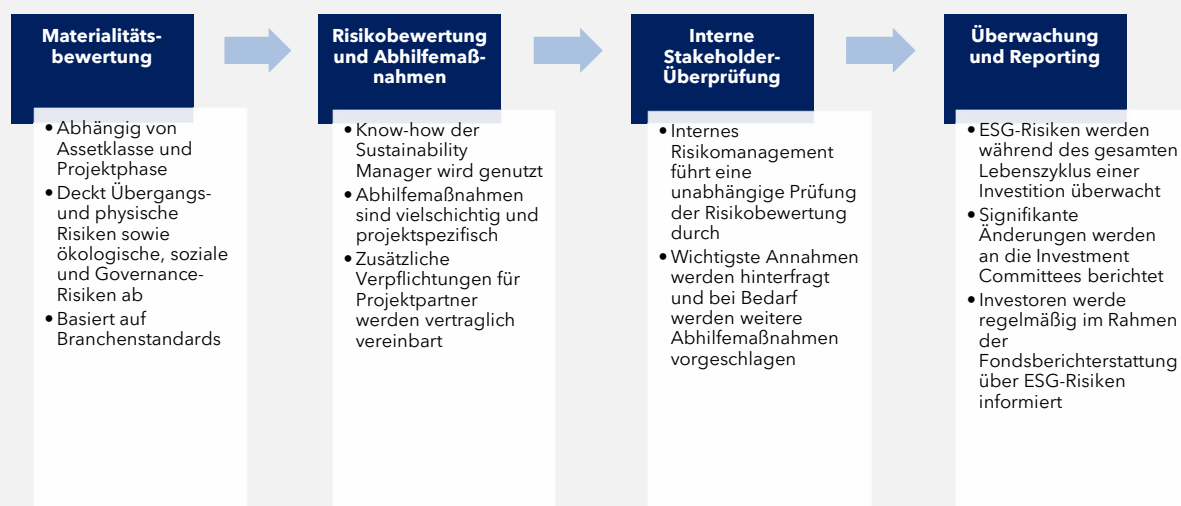 Materialitäts-
bewertung
• Abhängig von
Assetklasse und
Projektphase
• Deckt Übergangs-
und physische
Risiken sowie
ökologische, soziale
und Governance-
Risiken ab
• Basiert auf
Branchenstandards
Risikobewertung
und Abhilfemaß-
nahmen
• Know-how der
Sustainability
Manager wird genutzt
• Abhilfemaßnahmen
sind vielschichtig und
projektspezifisch
• Zusätzliche
Verpflichtungen für
Projektpartner
werden vertraglich
vereinbart
Interne
Stakeholder-
Überprüfung
• Internes
Risikomanagement
führt eine
unabhängige Prüfung
der Risikobewertung
durch
• Wichtigste Annahmen
werden hinterfragt
und bei Bedarf
werden weitere
Abhilfemaßnahmen
vorgeschlagen
Überwachung
und Reporting
• ESG-Risiken werden
während des gesamten
Lebenszyklus einer
Investition überwacht
• Signifikante
Änderungen werden
an die Investment
Committees berichtet
• Investoren werde
regelmäßig im Rahmen
der
Fondsberichterstattung
über ESG-Risiken
informiert